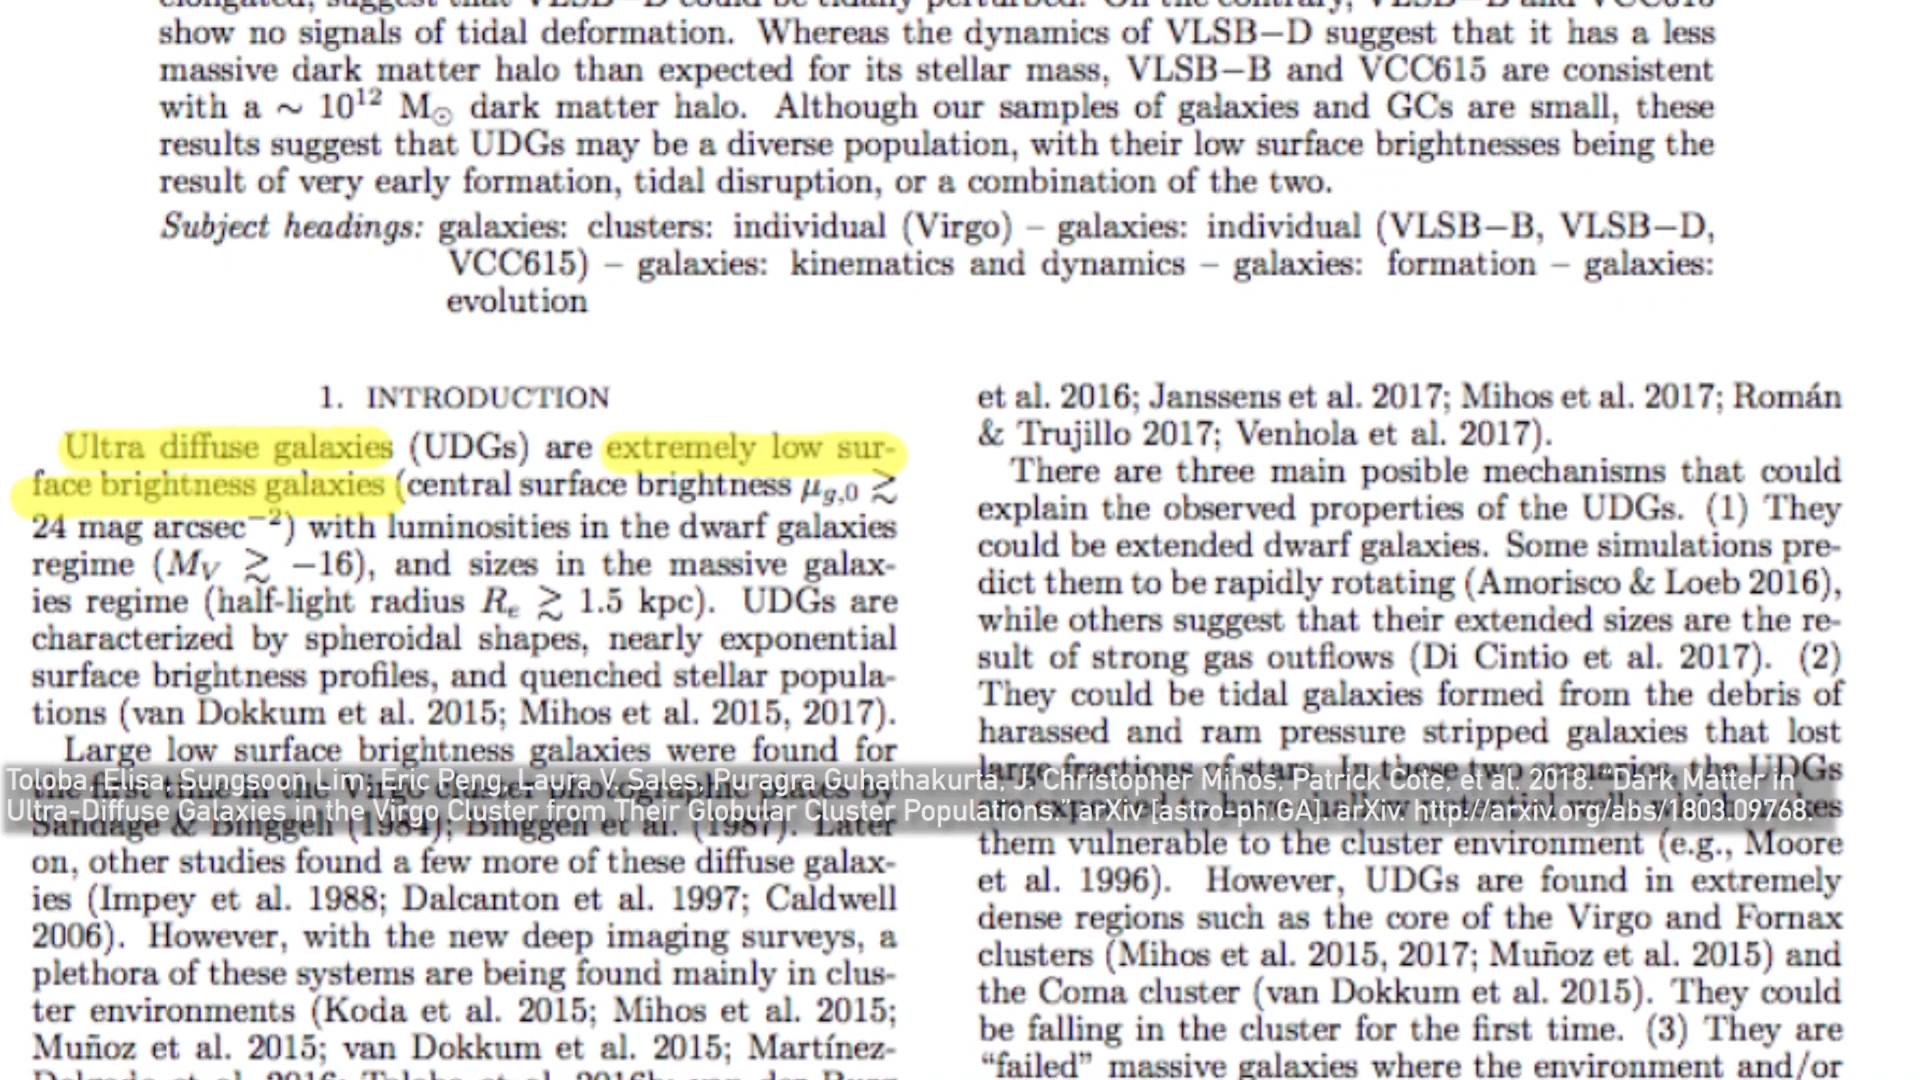 show no signals of tidal deformation. Whereas the dynamics of VLSB−D suggest that it has a less
massive dark matter halo than expected for its stellar mass, VLSB−B and VCC615 are consistent
with a ∼ 10¹² M☉ dark matter halo. Although our samples of galaxies and GCs are small, these
results suggest that UDGs may be a diverse population, with their low surface brightnesses being the
result of very early formation, tidal disruption, or a combination of the two.
Subject headings: galaxies: clusters: individual (Virgo) – galaxies: individual (VLSB−B, VLSB−D,
VCC615) – galaxies: kinematics and dynamics – galaxies: formation – galaxies:
evolution
1. INTRODUCTION
Ultra diffuse galaxies (UDGs) are extremely low sur-
face brightness galaxies (central surface brightness μg,0 ≳
24 mag arcsec⁻²) with luminosities in the dwarf galaxies
regime (MV ≳ −16), and sizes in the massive galax-
ies regime (half-light radius Re ≳ 1.5 kpc). UDGs are
characterized by spheroidal shapes, nearly exponential
surface brightness profiles, and quenched stellar popula-
tions (van Dokkum et al. 2015; Mihos et al. 2015, 2017).
Large low surface brightness galaxies were found for
Sandage & Binggeli (1984); Binggeli et al. (1987). Later
on, other studies found a few more of these diffuse galax-
ies (Impey et al. 1988; Dalcanton et al. 1997; Caldwell
2006). However, with the new deep imaging surveys, a
plethora of these systems are being found mainly in clus-
ter environments (Koda et al. 2015; Mihos et al. 2015;
Muñoz et al. 2015; van Dokkum et al. 2015; Martínez-
et al. 2016; Janssens et al. 2017; Mihos et al. 2017; Román
& Trujillo 2017; Venhola et al. 2017).
There are three main posible mechanisms that could
explain the observed properties of the UDGs. (1) They
could be extended dwarf galaxies. Some simulations pre-
dict them to be rapidly rotating (Amorisco & Loeb 2016),
while others suggest that their extended sizes are the re-
sult of strong gas outflows (Di Cintio et al. 2017). (2)
They could be tidal galaxies formed from the debris of
harassed and ram pressure stripped galaxies that lost
large fractions of stars. In these two scenarios, the UDGs
them vulnerable to the cluster environment (e.g., Moore
et al. 1996). However, UDGs are found in extremely
dense regions such as the core of the Virgo and Fornax
clusters (Mihos et al. 2015, 2017; Muñoz et al. 2015) and
the Coma cluster (van Dokkum et al. 2015). They could
be falling in the cluster for the first time. (3) They are
“failed” massive galaxies where the environment and/or
Toloba, Elisa, Sungsoon Lim, Eric Peng, Laura V. Sales, Puragra Guhathakurta, J. Christopher Mihos, Patrick Cote, et al. 2018. “Dark Matter in
Ultra-Diffuse Galaxies in the Virgo Cluster from Their Globular Cluster Populations.” arXiv [astro-ph.GA]. arXiv. http://arxiv.org/abs/1803.09768.